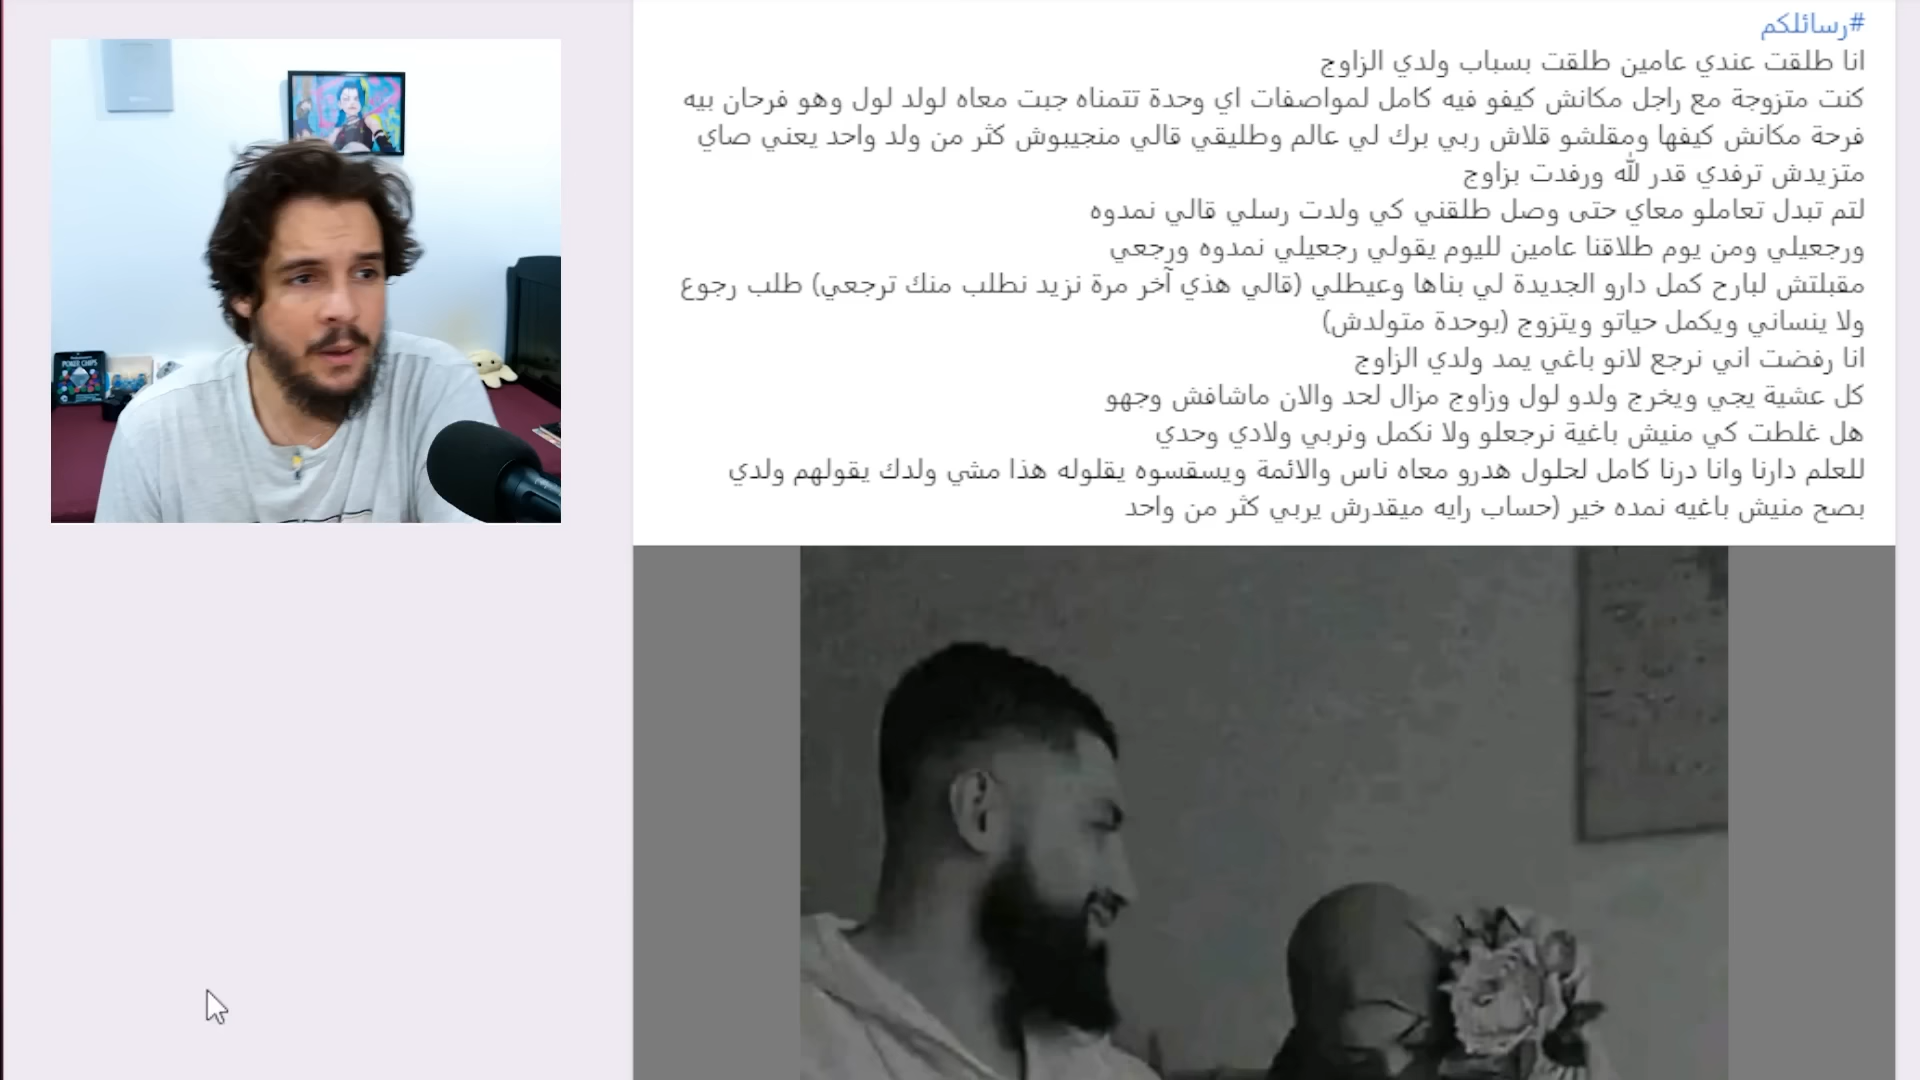 #رسائلكم
انا طلقت عندي عامين طلقت بسباب ولدي الزاوج
كنت متزوجة مع راجل مكانش كيفو فيه كامل لمواصفات اي وحدة تتمناه جبت معاه لولد لول وهو فرحان بيه
فرحة مكانش كيفها ومقلشو قلاش ربي برك لي عالم وطليقي قالي منجيبوش كثر من ولد واحد يعني صاي
متزيدش ترفدي قدر لله ورفدت بزاوج
لتم تبدل تعاملو معاي حتى وصل طلقني كي ولدت رسلي قالي نمدوه
ورجعيلي ومن يوم طلاقنا عامين لليوم يقولي رجعيلي نمدوه ورجعي
مقبلتش لبارح كمل دارو الجديدة لي بناها وعيطلي (قالي هذي آخر مرة نزيد نطلب منك ترجعي) طلب رجوع
ولا ينساني ويكمل حياتو ويتزوج (بوحدة متولدش)
انا رفضت اني نرجع لانو باغي يمد ولدي الزاوج
كل عشية يجي ويخرج ولدو لول وزاوج مزال لحد والان ماشافش وجهو
هل غلطت كي منيش باغية نرجعلو ولا نكمل ونربي ولادي وحدي
للعلم دارنا وانا درنا كامل لحلول هدرو معاه ناس والائمة ويسقسوه يقلوله هذا مشي ولدك يقولهم ولدي
بصح منيش باغيه نمده خير (حساب رايه ميقدرش يربي كثر من واحد
POKER CHIPS